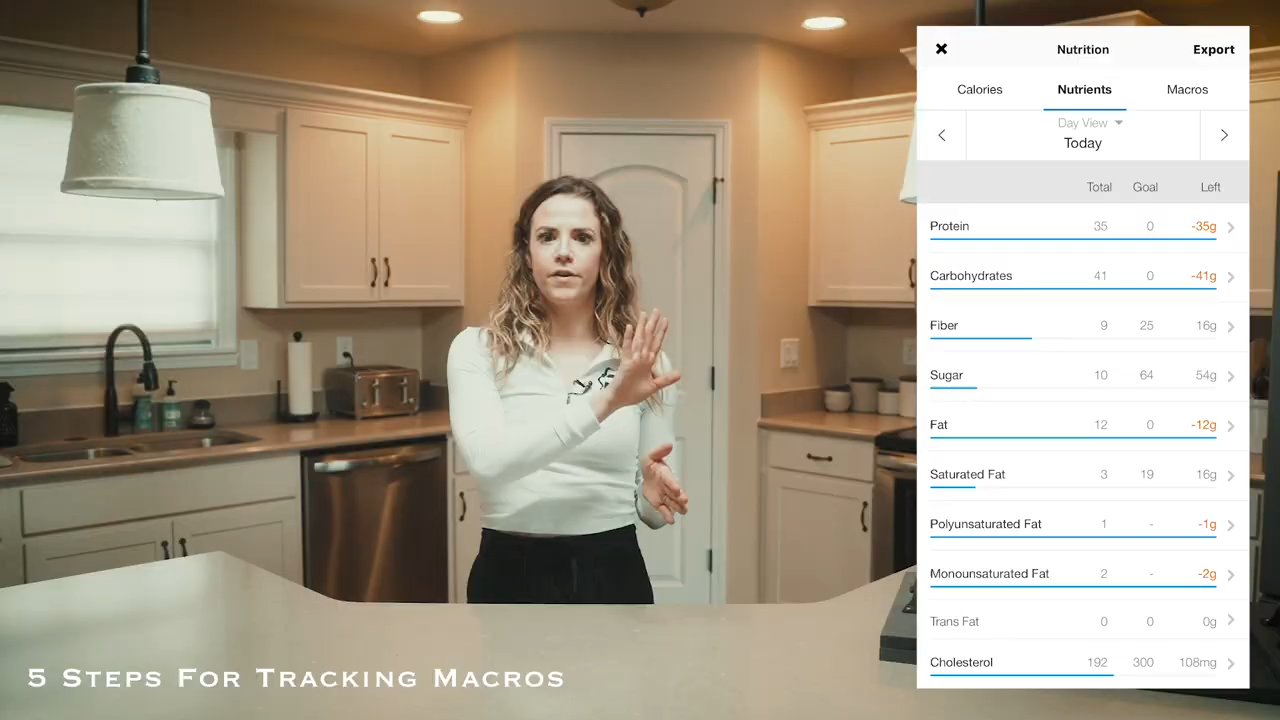 Nutrition Export
Calories Nutrients Macros
Day View
Today
Total Goal Left
Protein 35 0 -35g
Carbohydrates 41 0 -41g
Fiber 9 25 16g
Sugar 10 64 54g
Fat 12 0 -12g
Saturated Fat 3 19 16g
Polyunsaturated Fat 1 - -1g
Monounsaturated Fat 2 - -2g
Trans Fat 0 0 0g
Cholesterol 192 300 108mg
5 Steps For Tracking Macros